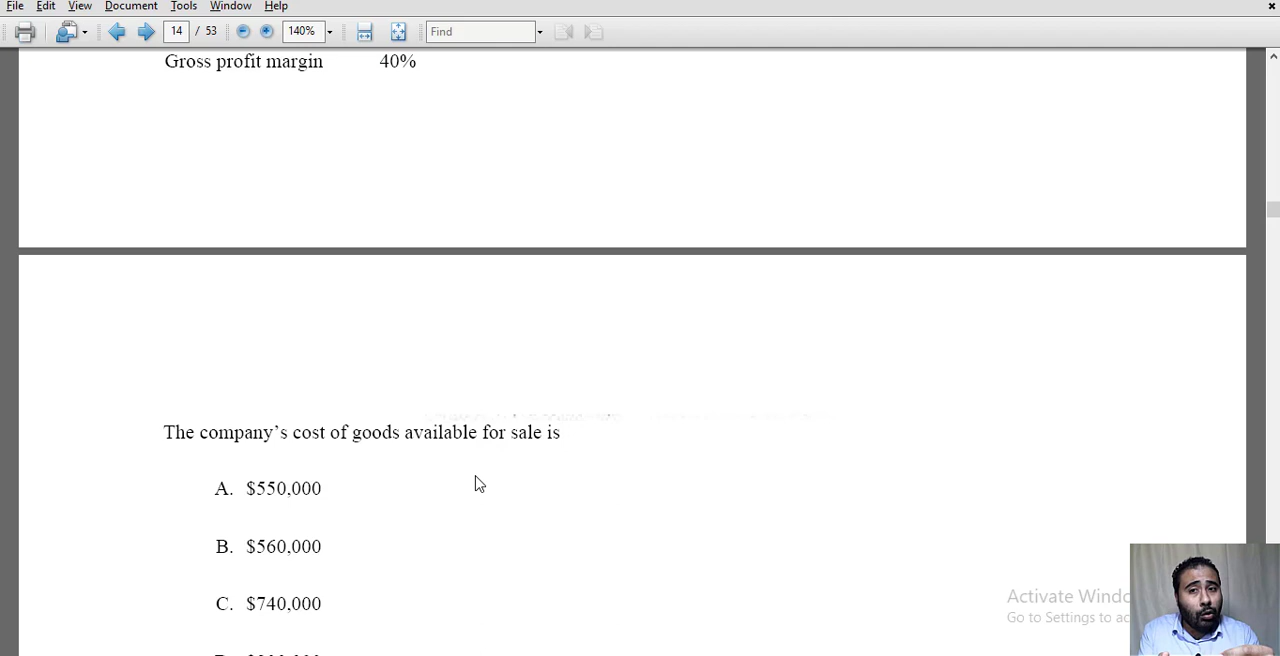 File Edit View Document Tools Window Help
14 / 53 140% Find
Gross profit margin 40%
The company’s cost of goods available for sale is
A. $550,000
B. $560,000
C. $740,000
Activate Windo
Go to Settings to ac